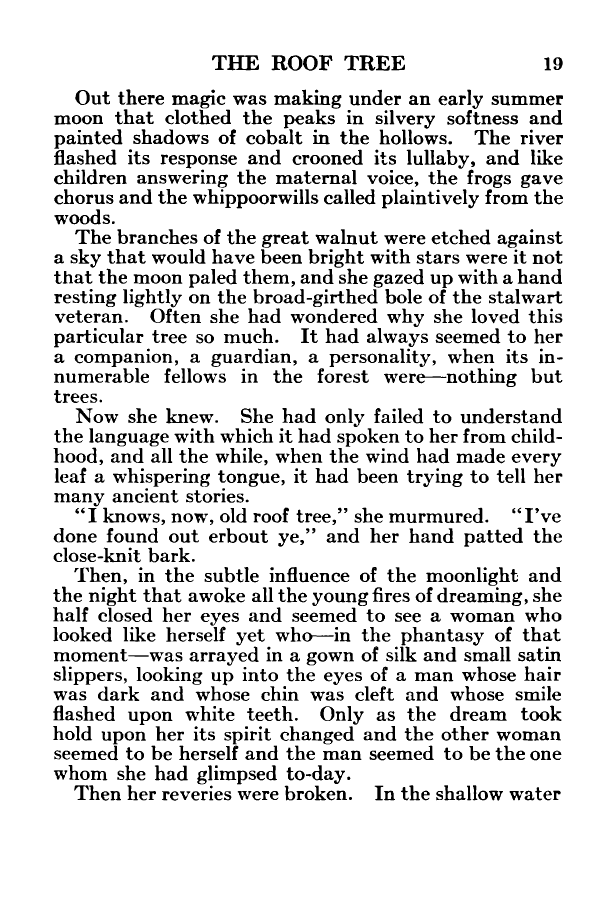 THE ROOF TREE 19
Out there magic was making under an early summer
moon that clothed the peaks in silvery softness and
painted shadows of cobalt in the hollows. The river
flashed its response and crooned its lullaby, and like
children answering the maternal voice, the frogs gave
chorus and the whippoorwills called plaintively from the
woods.
The branches of the great walnut were etched against
a sky that would have been bright with stars were it not
that the moon paled them, and she gazed up with a hand
resting lightly on the broad-girthed bole of the stalwart
veteran. Often she had wondered why she loved this
particular tree so much. It had always seemed to her
a companion, a guardian, a personality, when its in-
numerable fellows in the forest were—nothing but
trees.
Now she knew. She had only failed to understand
the language with which it had spoken to her from child-
hood, and all the while, when the wind had made every
leaf a whispering tongue, it had been trying to tell her
many ancient stories.
“I knows, now, old roof tree,” she murmured. “I’ve
done found out erbout ye,” and her hand patted the
close-knit bark.
Then, in the subtle influence of the moonlight and
the night that awoke all the young fires of dreaming, she
half closed her eyes and seemed to see a woman who
looked like herself yet who—in the phantasy of that
moment—was arrayed in a gown of silk and small satin
slippers, looking up into the eyes of a man whose hair
was dark and whose chin was cleft and whose smile
flashed upon white teeth. Only as the dream took
hold upon her its spirit changed and the other woman
seemed to be herself and the man seemed to be the one
whom she had glimpsed to-day.
Then her reveries were broken. In the shallow water